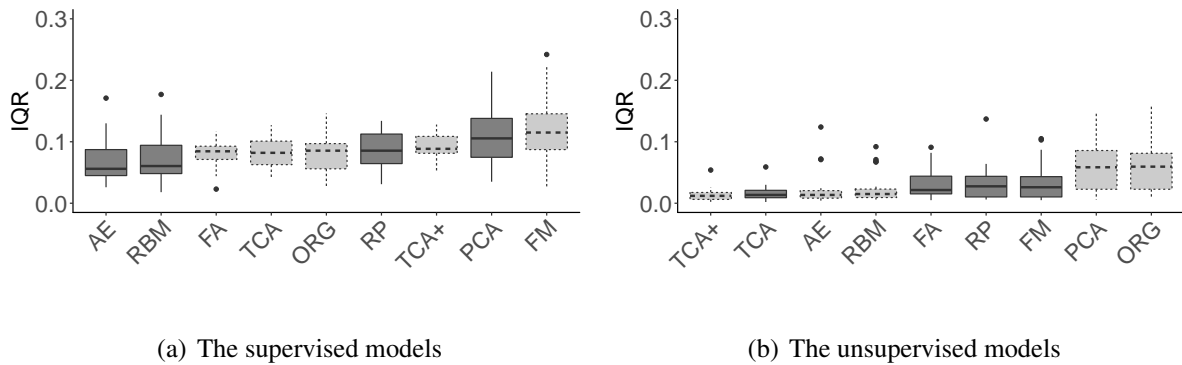 0.3
0.2
0.1
0.0
IQR
AE
RBM
FA
TCA
ORG
RP
TCA+
PCA
FM
(a) The supervised models
0.3
0.2
0.1
0.0
IQR
TCA+
TCA
AE
RBM
FA
RP
FM
PCA
ORG
(b) The unsupervised models